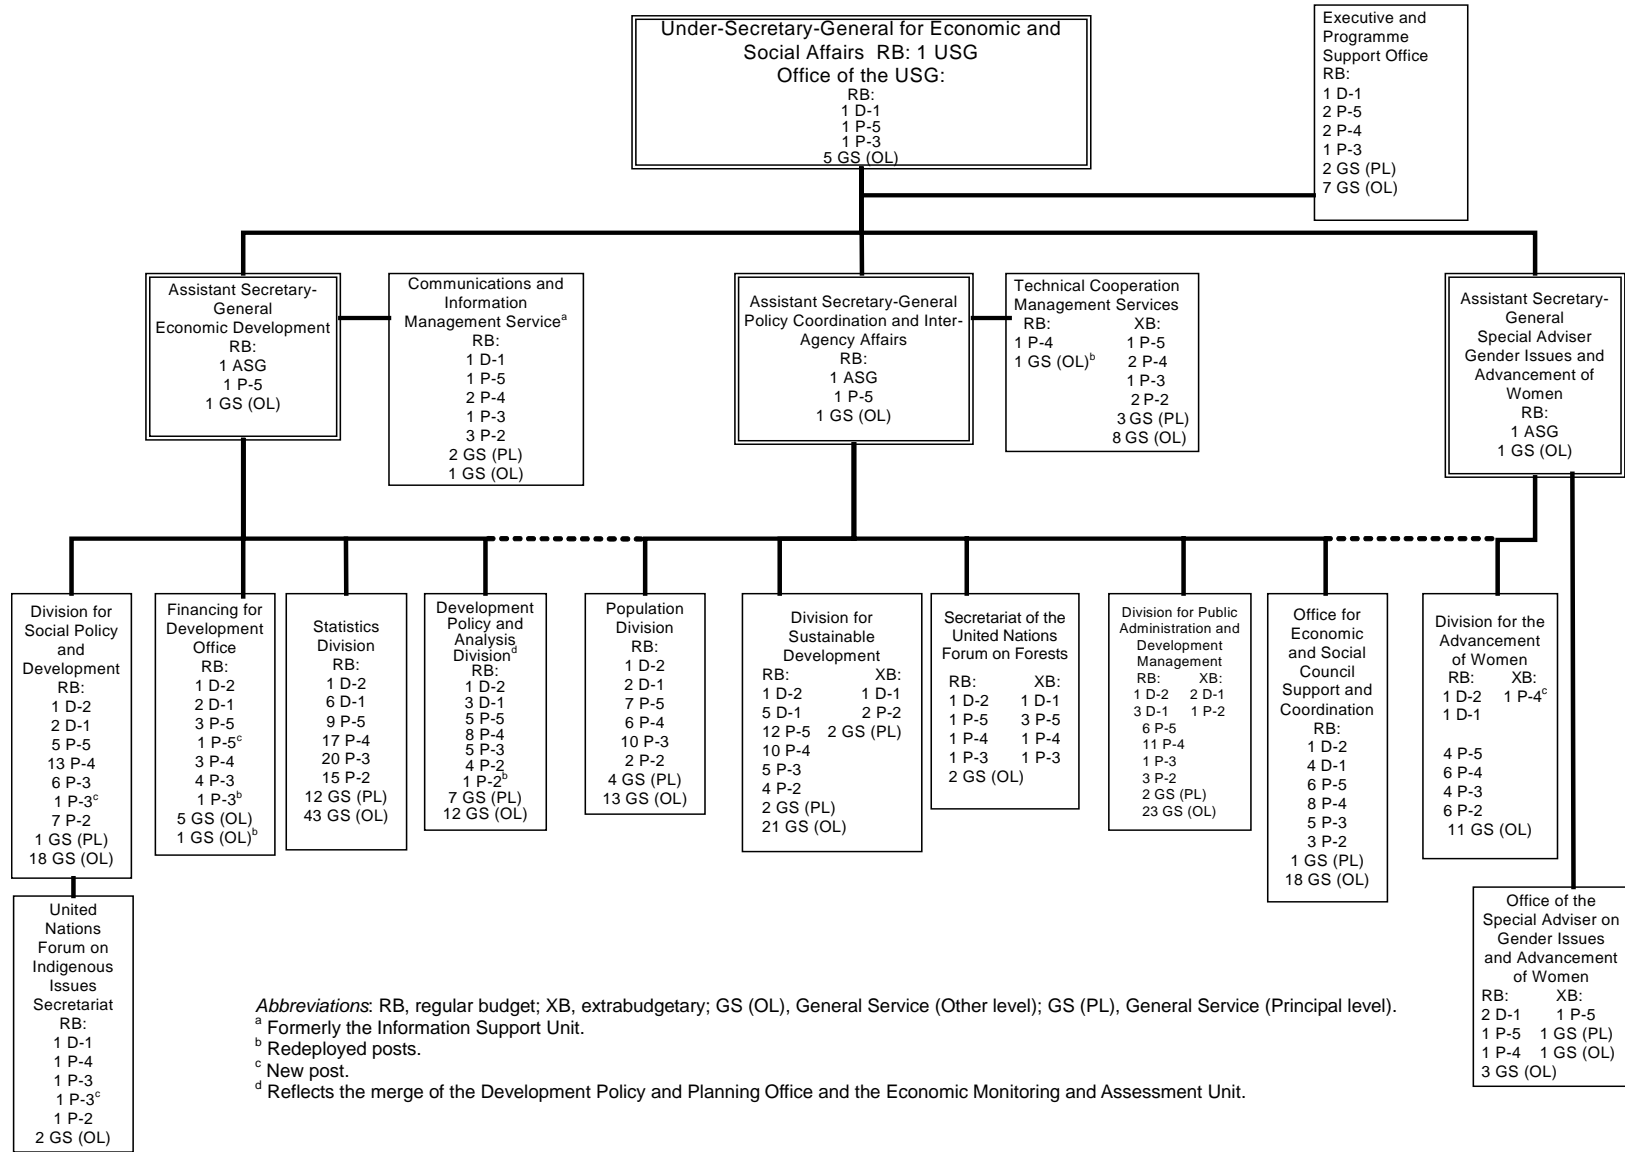 Under-Secretary-General for Economic and
Social Affairs RB: 1 USG
Office of the USG:
RB:
1 D-1
1 P-5
1 P-3
5 GS (OL)
Executive and
Programme
Support Office
RB:
1 D-1
2 P-5
2 P-4
1 P-3
2 GS (PL)
7 GS (OL)
Assistant Secretary-
General
Economic Development
RB:
1 ASG
1 P-5
1 GS (OL)
Communications and
Information
Management Service^a
RB:
1 D-1
1 P-5
2 P-4
1 P-3
3 P-2
2 GS (PL)
1 GS (OL)
Assistant Secretary-General
Policy Coordination and Inter-
Agency Affairs
RB:
1 ASG
1 P-5
1 GS (OL)
Technical Cooperation
Management Services
RB: XB:
1 P-4 1 P-5
1 GS (OL)^b 2 P-4
1 P-3
2 P-2
3 GS (PL)
8 GS (OL)
Assistant Secretary-
General
Special Adviser
Gender Issues and
Advancement of
Women
RB:
1 ASG
1 GS (OL)
Division for
Social Policy
and
Development
RB:
1 D-2
2 D-1
5 P-5
13 P-4
6 P-3
1 P-3^c
7 P-2
1 GS (PL)
18 GS (OL)
Financing for
Development
Office
RB:
1 D-2
2 D-1
3 P-5
1 P-5^c
3 P-4
4 P-3
1 P-3^b
5 GS (OL)
1 GS (OL)^b
Statistics
Division
RB:
1 D-2
6 D-1
9 P-5
17 P-4
20 P-3
15 P-2
12 GS (PL)
43 GS (OL)
Development
Policy and
Analysis
Division^d
RB:
1 D-2
3 D-1
5 P-5
8 P-4
5 P-3
4 P-2
1 P-2^b
7 GS (PL)
12 GS (OL)
Population
Division
RB:
1 D-2
2 D-1
7 P-5
6 P-4
10 P-3
2 P-2
4 GS (PL)
13 GS (OL)
Division for
Sustainable
Development
RB: XB:
1 D-2 1 D-1
5 D-1 2 P-2
12 P-5 2 GS (PL)
10 P-4
5 P-3
4 P-2
2 GS (PL)
21 GS (OL)
Secretariat of the
United Nations
Forum on Forests
RB: XB:
1 D-2 1 D-1
1 P-5 3 P-5
1 P-4 1 P-4
1 P-3 1 P-3
2 GS (OL)
Division for Public
Administration and
Development
Management
RB: XB:
1 D-2 2 D-1
3 D-1 1 P-2
6 P-5
11 P-4
1 P-3
3 P-2
2 GS (PL)
23 GS (OL)
Office for
Economic
and Social
Council
Support and
Coordination
RB:
1 D-2
4 D-1
6 P-5
8 P-4
5 P-3
3 P-2
1 GS (PL)
18 GS (OL)
Division for the
Advancement
of Women
RB: XB:
1 D-2 1 P-4^c
1 D-1
4 P-5
6 P-4
4 P-3
6 P-2
11 GS (OL)
United
Nations
Forum on
Indigenous
Issues
Secretariat
RB:
1 D-1
1 P-4
1 P-3
1 P-3^c
1 P-2
2 GS (OL)
Office of the
Special Adviser on
Gender Issues
and Advancement
of Women
RB: XB:
2 D-1 1 P-5
1 P-5 1 GS (PL)
1 P-4 1 GS (OL)
3 GS (OL)
Abbreviations: RB, regular budget; XB, extrabudgetary; GS (OL), General Service (Other level); GS (PL), General Service (Principal level).
^a Formerly the Information Support Unit.
^b Redeployed posts.
^c New post.
^d Reflects the merge of the Development Policy and Planning Office and the Economic Monitoring and Assessment Unit.